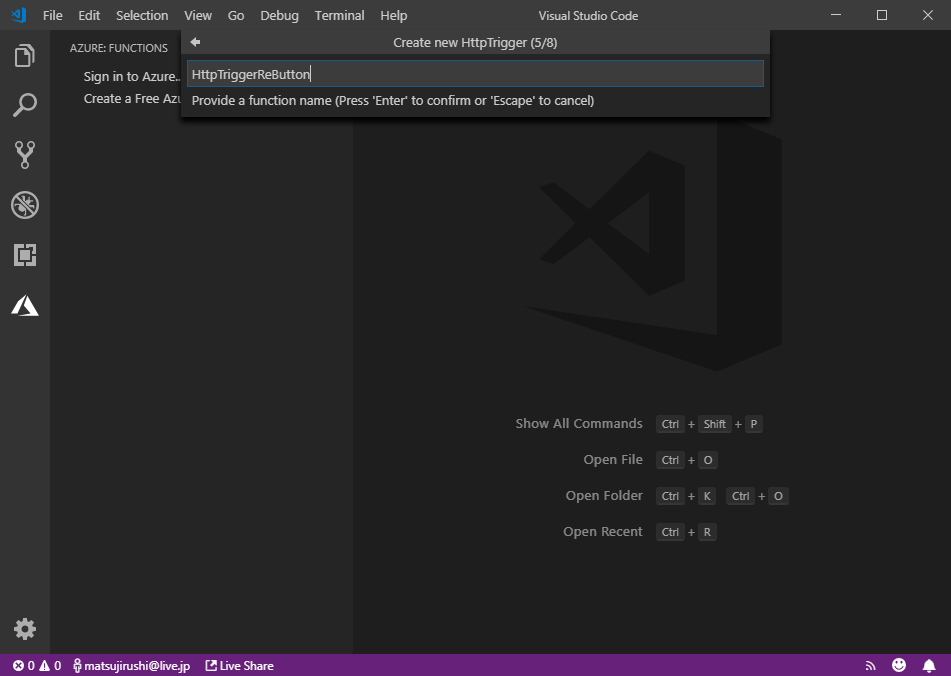 File Edit Selection View Go Debug Terminal Help Visual Studio Code
AZURE: FUNCTIONS
Create new HttpTrigger (5/8)
Sign in to Azure..
HttpTriggerReButton
Create a Free Azu
Provide a function name (Press 'Enter' to confirm or 'Escape' to cancel)
Show All Commands Ctrl + Shift + P
Open File Ctrl + O
Open Folder Ctrl + K Ctrl + O
Open Recent Ctrl + R
0 0 matsujirushi@live.jp Live Share